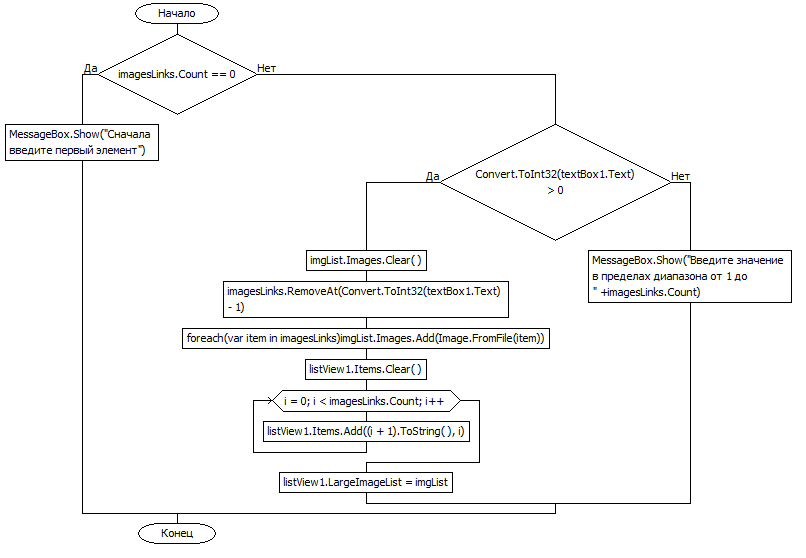 Начало
imagesLinks.Count == 0
Да
Нет
MessageBox.Show("Сначала
введите первый элемент")
Convert.ToInt32(textBox1.Text)
> 0
Да
Нет
imgList.Images.Clear( )
MessageBox.Show("Введите значение
в пределах диапазона от 1 до
" +imagesLinks.Count)
imagesLinks.RemoveAt(Convert.ToInt32(textBox1.Text)
- 1)
foreach(var item in imagesLinks)imgList.Images.Add(Image.FromFile(item))
listView1.Items.Clear( )
i = 0; i < imagesLinks.Count; i++
listView1.Items.Add((i + 1).ToString( ), i)
listView1.LargeImageList = imgList
Конец